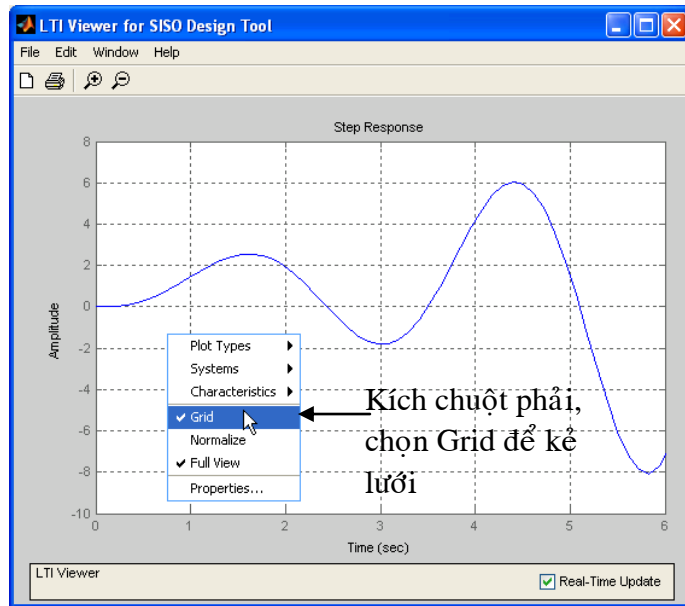 LTI Viewer for SISO Design Tool
File Edit Window Help
Step Response
Amplitude
8
6
4
2
0
-2
-4
-6
-8
-10
0 1 2 3 4 5 6
Time (sec)
Plot Types
Systems
Characteristics
Grid
Normalize
Full View
Properties...
Kích chuột phải,
chọn Grid để kẻ
lưới
LTI Viewer
Real-Time Update